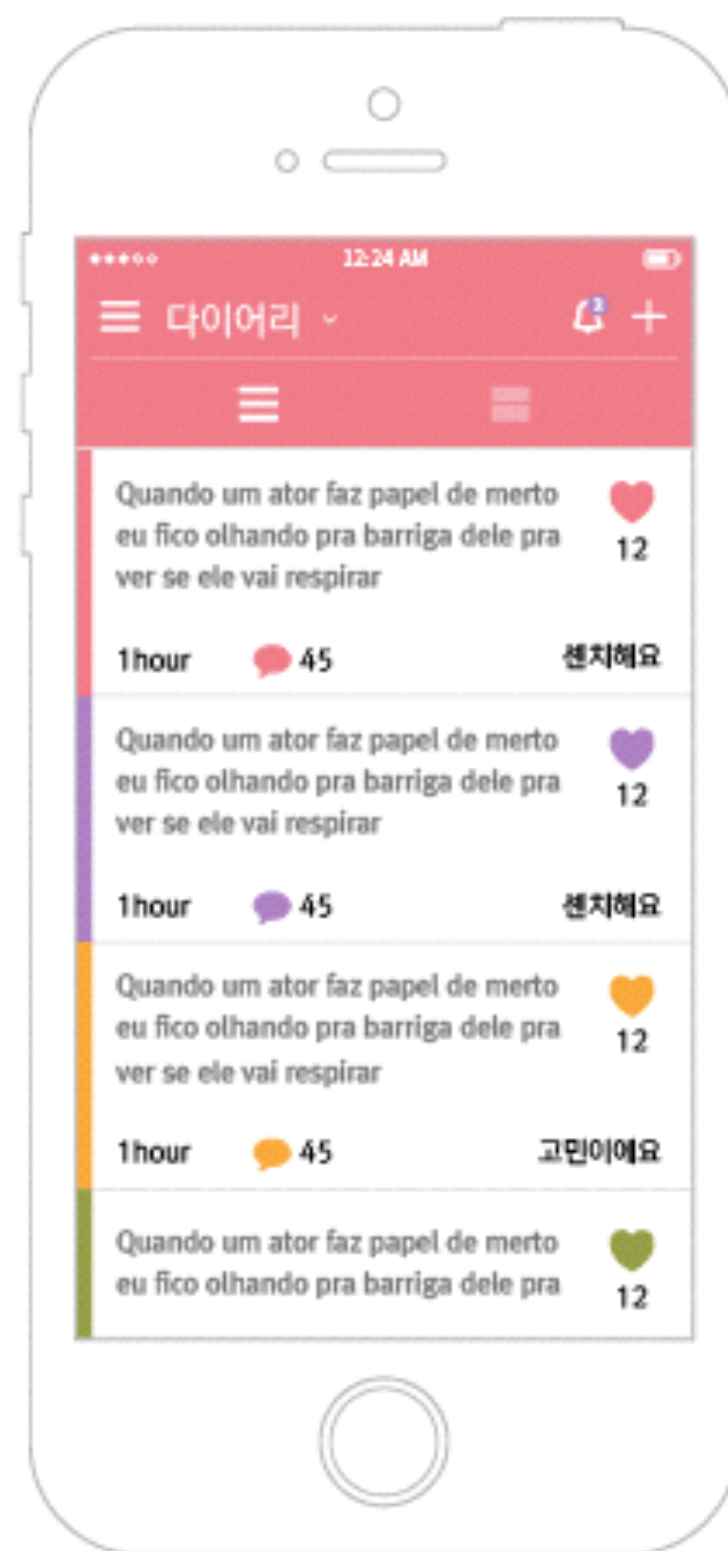 12:24 AM
다이어리
3
Quando um ator faz papel de merto
eu fico olhando pra barriga dele pra
ver se ele vai respirar
12
1hour
45
센치해요
Quando um ator faz papel de merto
eu fico olhando pra barriga dele pra
ver se ele vai respirar
12
1hour
45
센치해요
Quando um ator faz papel de merto
eu fico olhando pra barriga dele pra
ver se ele vai respirar
12
1hour
45
고민이에요
Quando um ator faz papel de merto
eu fico olhando pra barriga dele pra
12